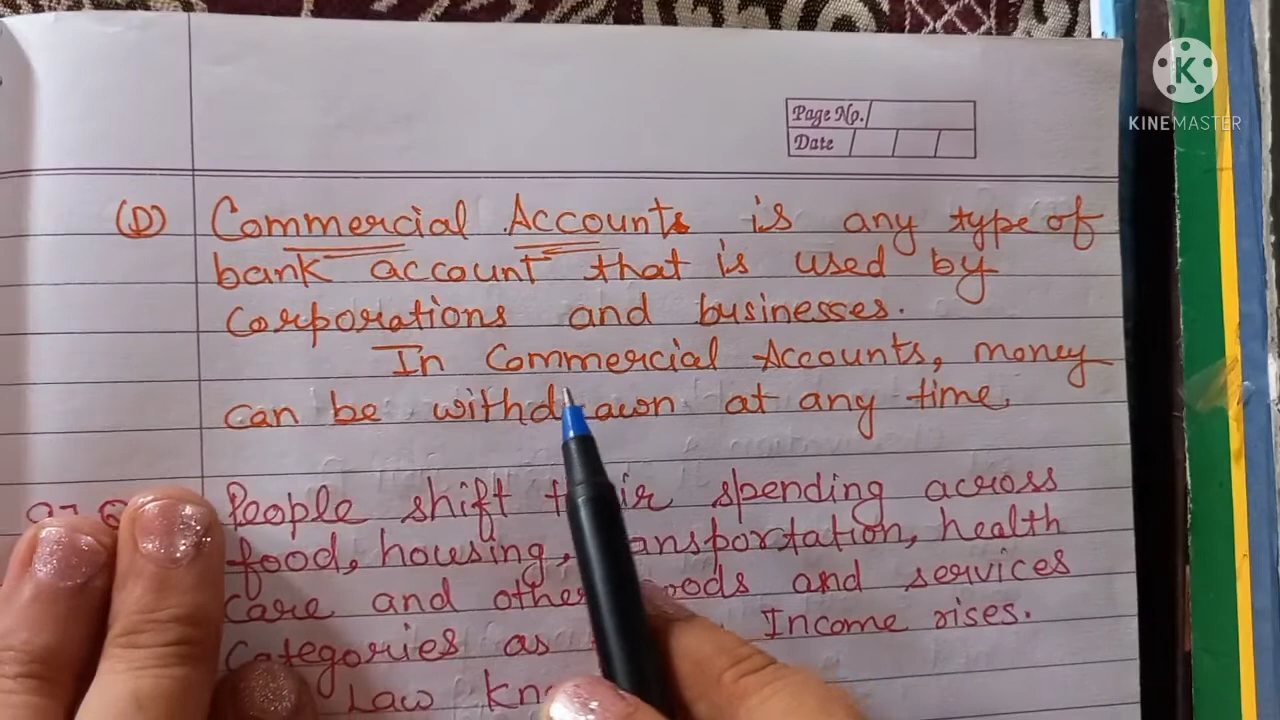 Page No.
Date
KINEMASTER
(D) Commercial Accounts is any type of
bank account that is used by
corporations and businesses.
In Commercial Accounts, money
can be withdrawn at any time
People shift their spending across
food, housing, transportation, health
care and other goods and services
Categories as Income rises.
Law